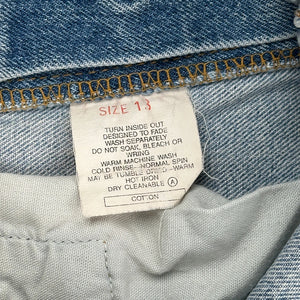 SIZE 13
TURN INSIDE OUT
DESIGNED TO FADE
WASH SEPARATELY
DO NOT SOAK, BLEACH OR
WRING
WARM MACHINE WASH
COLD RINSE - NORMAL SPIN
MAY BE TUMBLE DRIED - WARM
HOT IRON
DRY CLEANABLE Ⓐ
COTTON